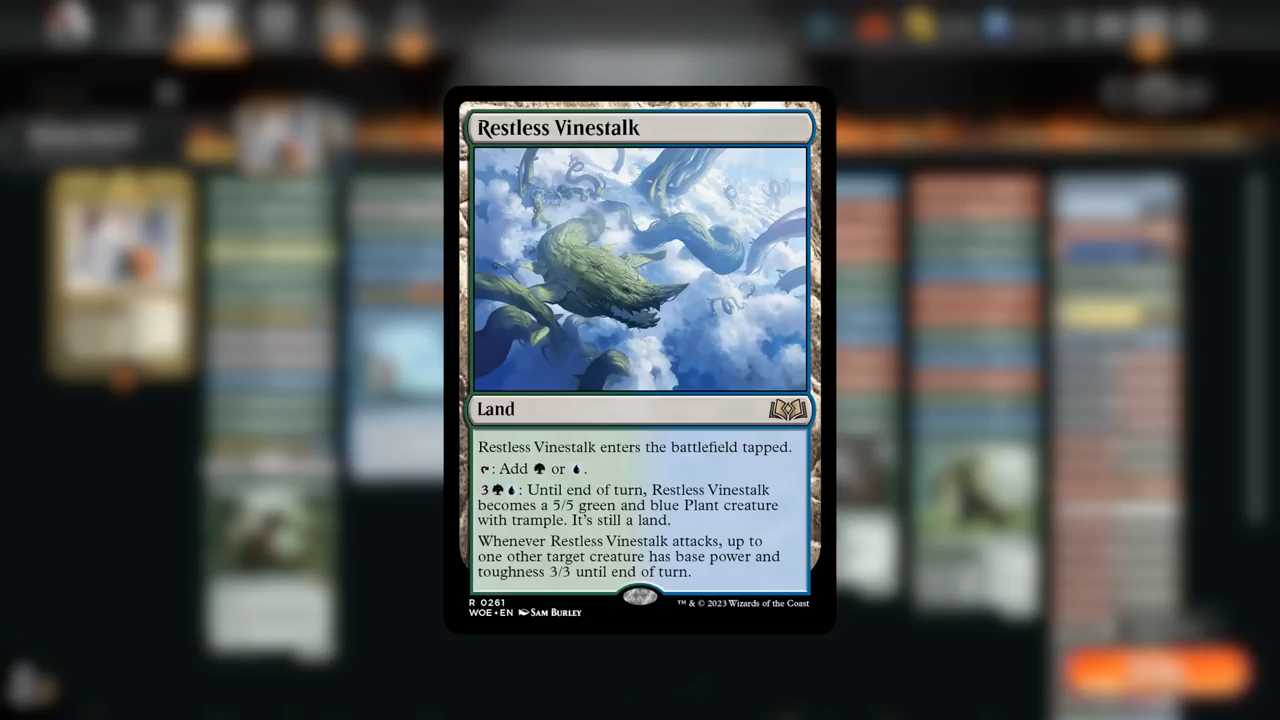 Restless Vinestalk
Land
Restless Vinestalk enters the battlefield tapped.
: Add or .
3 : Until end of turn, Restless Vinestalk
becomes a 5/5 green and blue Plant creature
with trample. It's still a land.
Whenever Restless Vinestalk attacks, up to
one other target creature has base power and
toughness 3/3 until end of turn.
R 0261
WOE • EN Sam Burley
™ & © 2023 Wizards of the Coast